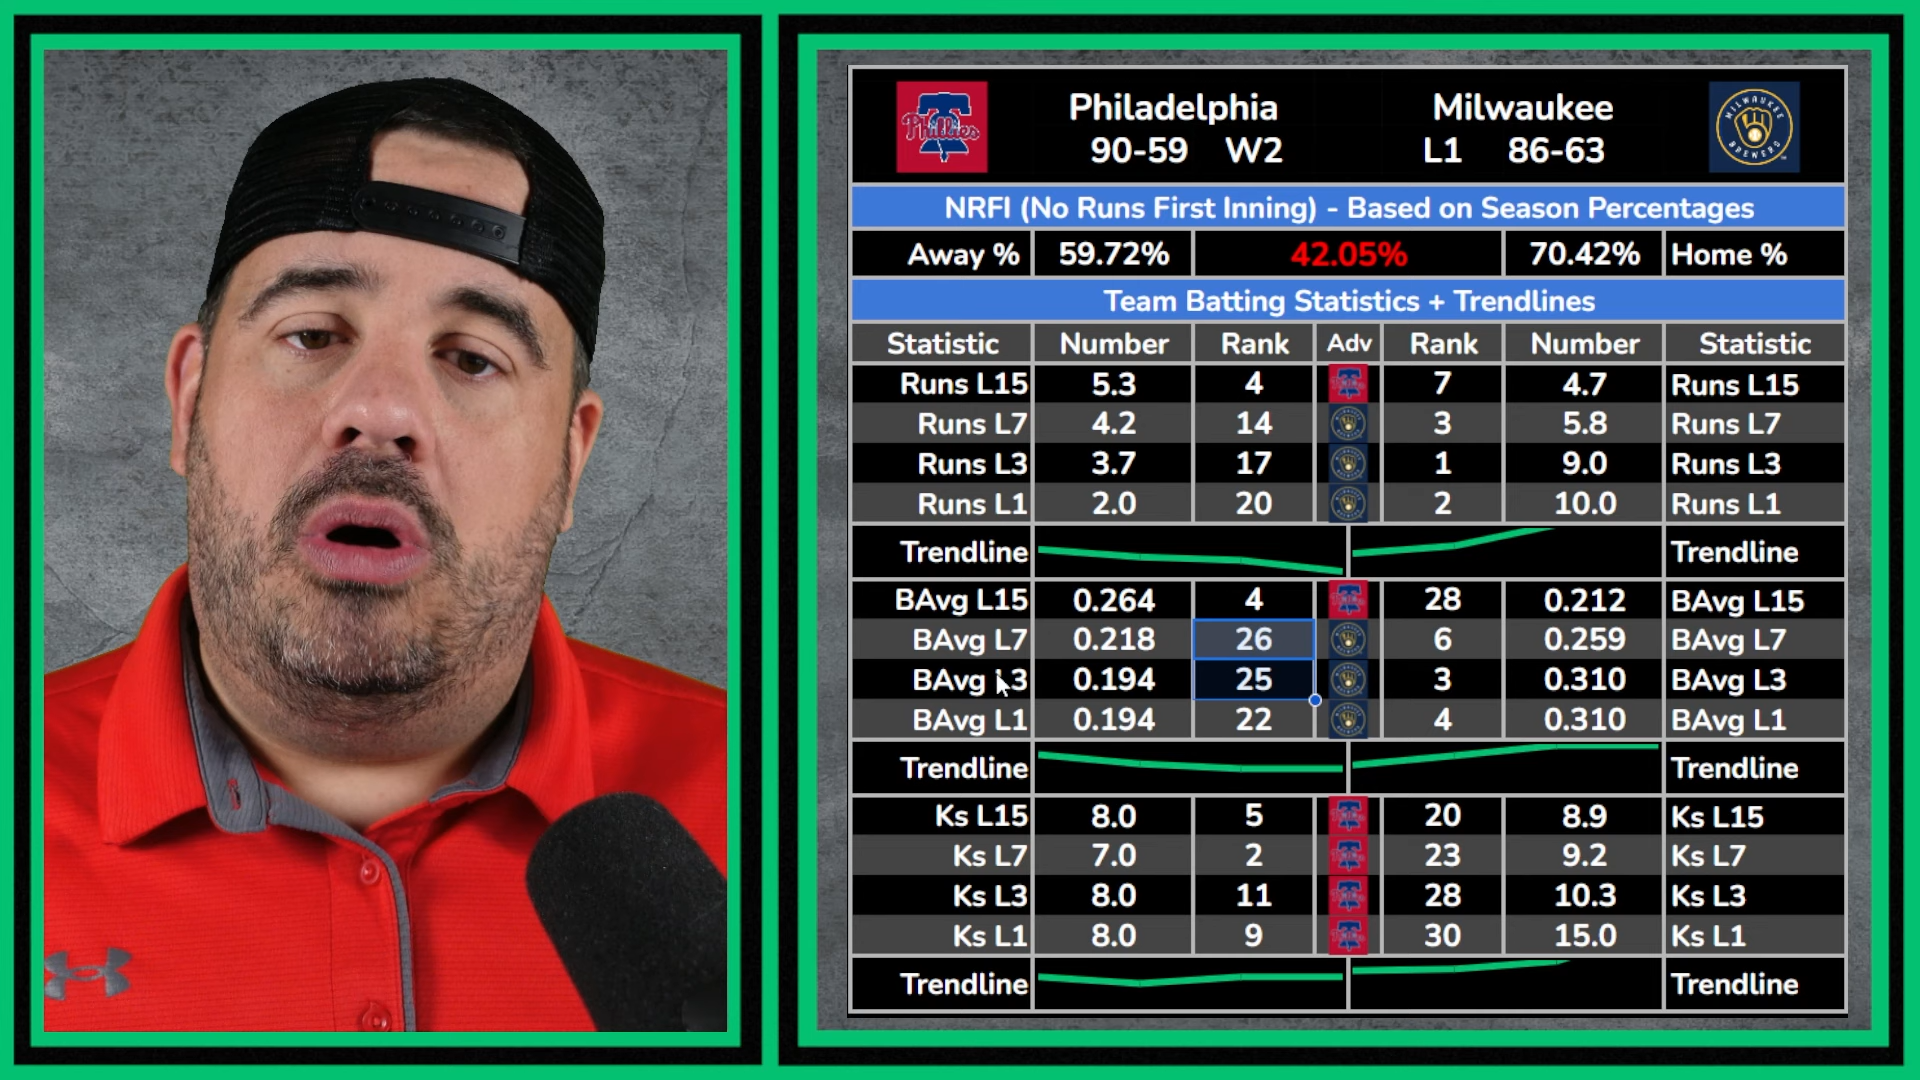 Phillies
Philadelphia
90-59 W2
Milwaukee
L1 86-63
MILWAUKEE
BREWERS
NRFI (No Runs First Inning) - Based on Season Percentages
Away % 59.72% 42.05% 70.42% Home %
Team Batting Statistics + Trendlines
Statistic Number Rank Adv Rank Number Statistic
Runs L15 5.3 4 7 4.7 Runs L15
Runs L7 4.2 14 3 5.8 Runs L7
Runs L3 3.7 17 1 9.0 Runs L3
Runs L1 2.0 20 2 10.0 Runs L1
Trendline Trendline
BAvg L15 0.264 4 28 0.212 BAvg L15
BAvg L7 0.218 26 6 0.259 BAvg L7
BAvg L3 0.194 25 3 0.310 BAvg L3
BAvg L1 0.194 22 4 0.310 BAvg L1
Trendline Trendline
Ks L15 8.0 5 20 8.9 Ks L15
Ks L7 7.0 2 23 9.2 Ks L7
Ks L3 8.0 11 28 10.3 Ks L3
Ks L1 8.0 9 30 15.0 Ks L1
Trendline Trendline